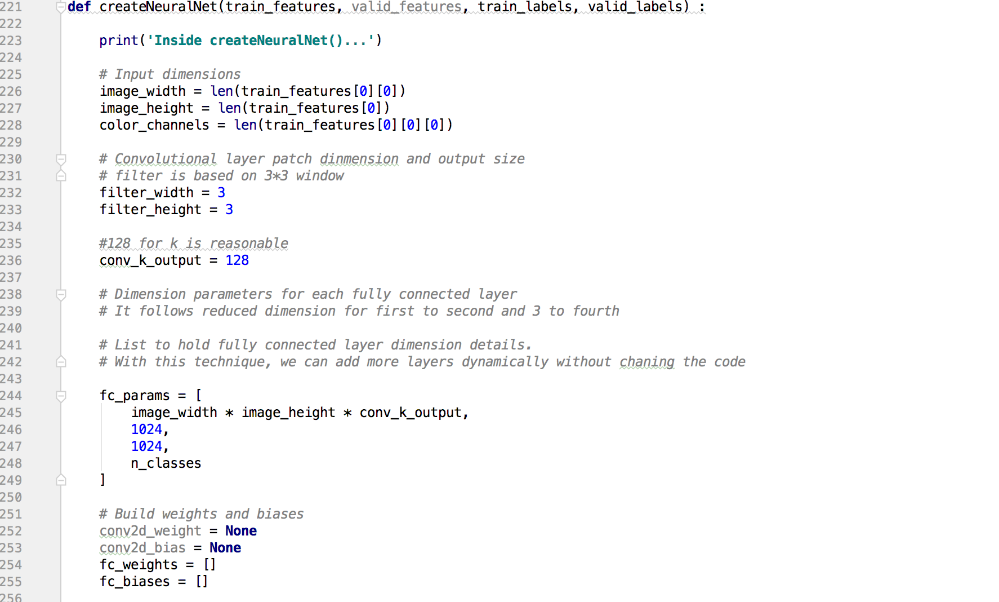 221 def createNeuralNet(train_features, valid_features, train_labels, valid_labels) :
222
223 print('Inside createNeuralNet()...')
224
225 # Input dimensions
226 image_width = len(train_features[0][0])
227 image_height = len(train_features[0])
228 color_channels = len(train_features[0][0][0])
229
230 # Convolutional layer patch dinmension and output size
231 # filter is based on 3*3 window
232 filter_width = 3
233 filter_height = 3
234
235 #128 for k is reasonable
236 conv_k_output = 128
237
238 # Dimension parameters for each fully connected layer
239 # It follows reduced dimension for first to second and 3 to fourth
240
241 # List to hold fully connected layer dimension details.
242 # With this technique, we can add more layers dynamically without chaning the code
243
244 fc_params = [
245 image_width * image_height * conv_k_output,
246 1024,
247 1024,
248 n_classes
249 ]
250
251 # Build weights and biases
252 conv2d_weight = None
253 conv2d_bias = None
254 fc_weights = []
255 fc_biases = []
256